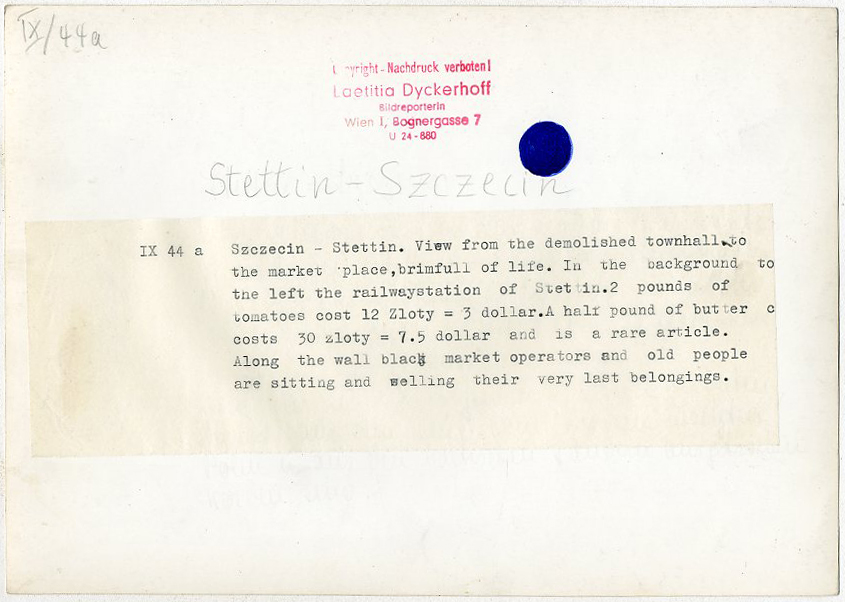 IX/44a
Copyright - Nachdruck verboten!
Laetitia Dyckerhoff
Bildreporterin
Wien I, Bognergasse 7
U 24-880
Stettin - Szczecin
IX 44 a Szczecin - Stettin. View from the demolished townhall to
the market place,brimfull of life. In the background to
the left the railwaystation of Stettin.2 pounds of
tomatoes cost 12 Zloty = 3 dollar.A half pound of butter c
costs 30 zloty = 7.5 dollar and is a rare article.
Along the wall black market operators and old people
are sitting and welling their very last belongings.